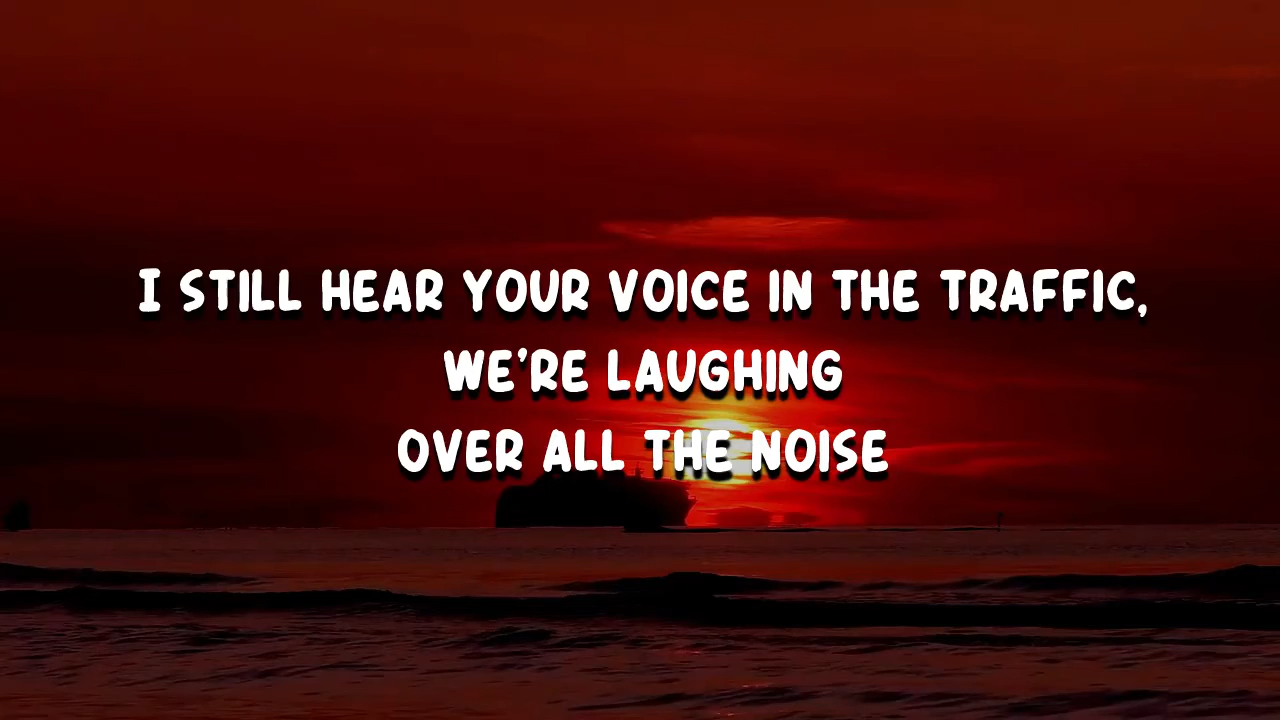 I STILL HEAR YOUR VOICE IN THE TRAFFIC,
WE'RE LAUGHING
OVER ALL THE NOISE